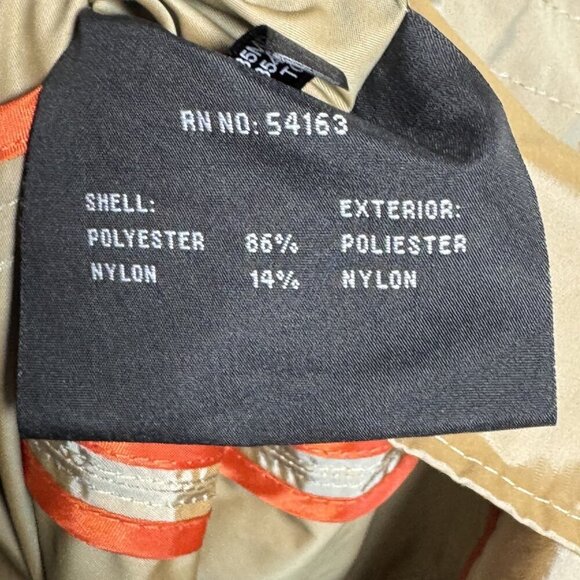 RN NO: 54163
SHELL: EXTERIOR:
POLYESTER 86% POLIESTER
NYLON 14% NYLON